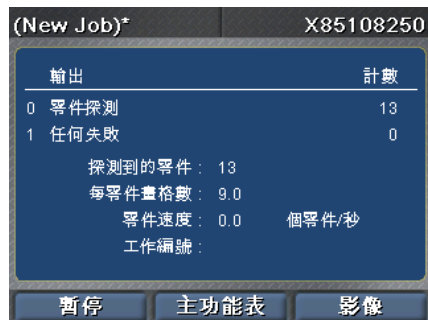 (New Job)* X85108250
輸出 計數
0 零件探測 13
1 任何失敗 0
探測到的零件 : 13
每零件畫格數 : 9.0
零件速度 : 0.0 個零件/秒
工作編號 :
暫停 主功能表 影像